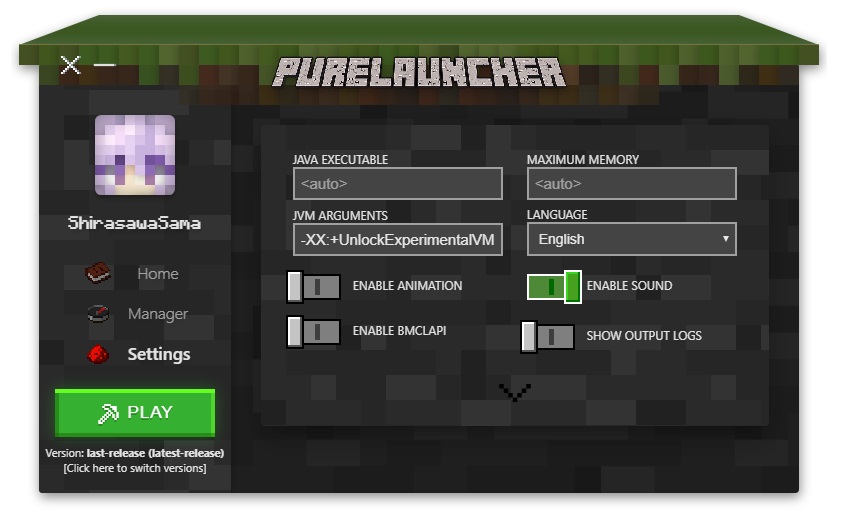 PURELAUNCHER
ShirasawaSama
Home
Manager
Settings
PLAY
Version: last-release (latest-release)
[Click here to switch versions]
JAVA EXECUTABLE
<auto>
MAXIMUM MEMORY
<auto>
JVM ARGUMENTS
-XX:+UnlockExperimentalVM
LANGUAGE
English
ENABLE ANIMATION
ENABLE SOUND
ENABLE BMCLAPI
SHOW OUTPUT LOGS